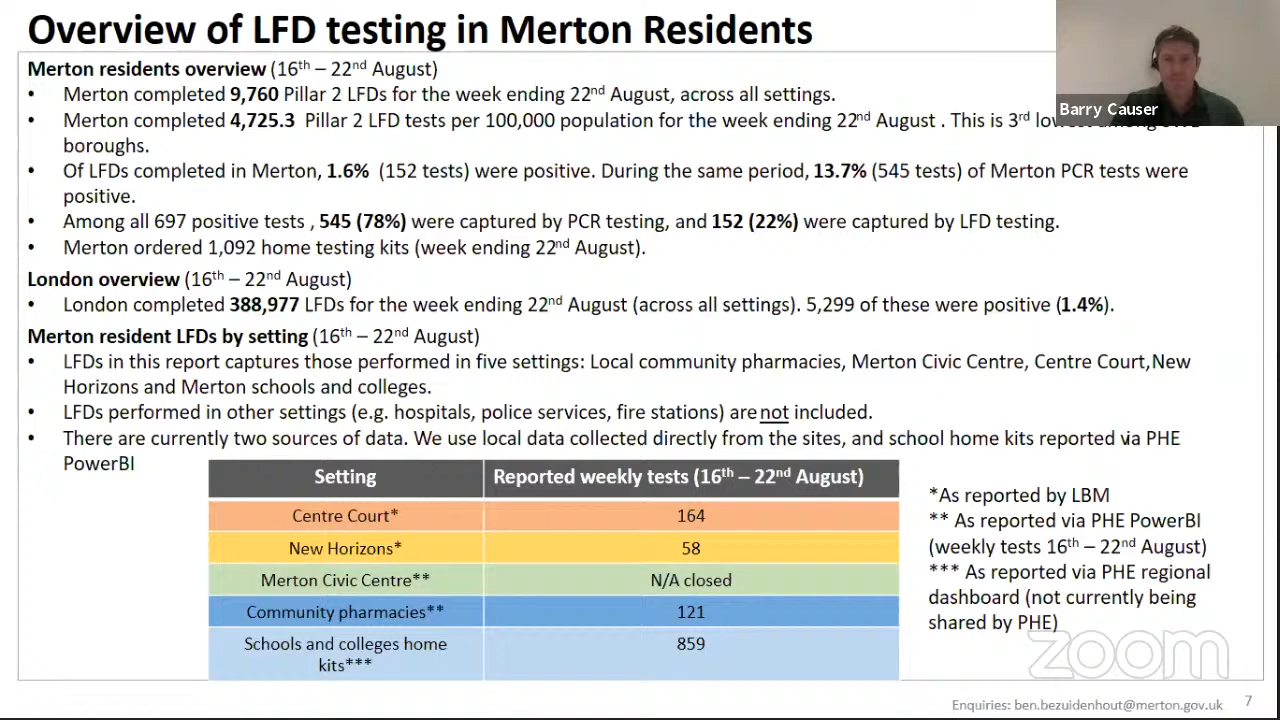 Overview of LFD testing in Merton Residents
Barry Causer
Merton residents overview (16th – 22nd August)
• Merton completed 9,760 Pillar 2 LFDs for the week ending 22nd August, across all settings.
• Merton completed 4,725.3 Pillar 2 LFD tests per 100,000 population for the week ending 22nd August . This is 3rd
boroughs.
• Of LFDs completed in Merton, 1.6% (152 tests) were positive. During the same period, 13.7% (545 tests) of Merton PCR tests were
positive.
• Among all 697 positive tests , 545 (78%) were captured by PCR testing, and 152 (22%) were captured by LFD testing.
• Merton ordered 1,092 home testing kits (week ending 22nd August).
London overview (16th – 22nd August)
• London completed 388,977 LFDs for the week ending 22nd August (across all settings). 5,299 of these were positive (1.4%).
Merton resident LFDs by setting (16th – 22nd August)
• LFDs in this report captures those performed in five settings: Local community pharmacies, Merton Civic Centre, Centre Court,New
Horizons and Merton schools and colleges.
• LFDs performed in other settings (e.g. hospitals, police services, fire stations) are not included.
• There are currently two sources of data. We use local data collected directly from the sites, and school home kits reported via PHE
PowerBI
Setting Reported weekly tests (16th – 22nd August)
Centre Court* 164
New Horizons* 58
Merton Civic Centre** N/A closed
Community pharmacies** 121
Schools and colleges home 859
kits***
*As reported by LBM
** As reported via PHE PowerBI
(weekly tests 16th – 22nd August)
*** As reported via PHE regional
dashboard (not currently being
shared by PHE)
zoom
Enquiries: ben.bezuidenhout@merton.gov.uk 7